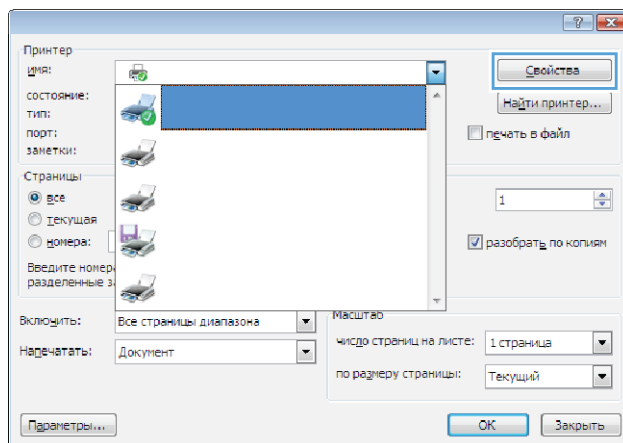 Принтер
имя:
Свойства
состояние:
Найти принтер...
тип:
порт:
печать в файл
заметки:
Страницы
все
1
текущая
номера:
разобрать по копиям
Введите
разделенные
Включить:
Все страницы диапазона
Масштаб
число страниц на листе:
1 страница
Напечатать:
Документ
по размеру страницы:
Текущий
Параметры...
ОК
Закрыть